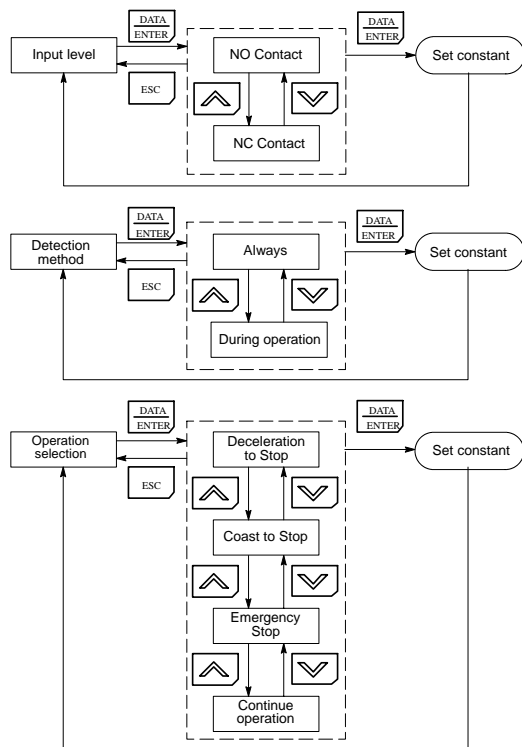 DATA
ENTER
DATA
ENTER
Input level
NO Contact
Set constant
ESC
NC Contact
DATA
ENTER
DATA
ENTER
Detection
method
Always
Set constant
ESC
During operation
DATA
ENTER
DATA
ENTER
Operation
selection
Deceleration
to Stop
Set constant
ESC
Coast to Stop
Emergency
Stop
Continue
operation